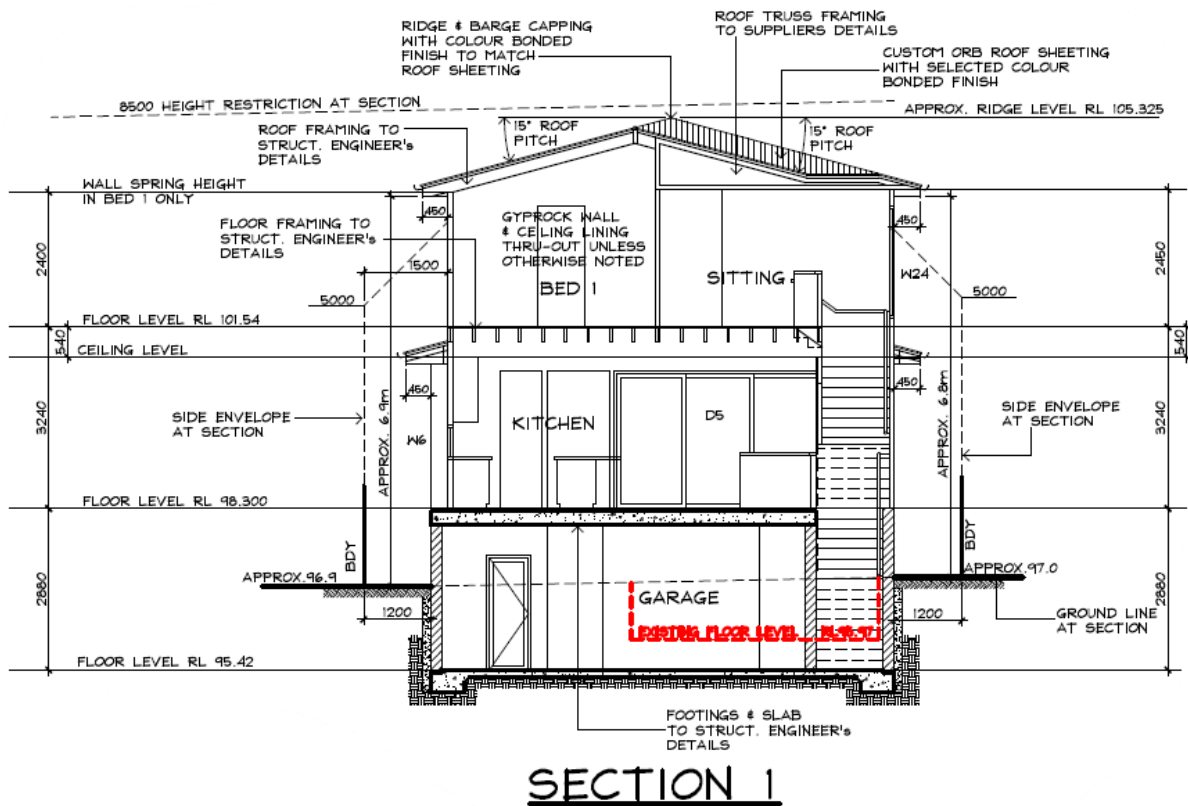 RIDGE & BARGE CAPPING
WITH COLOUR BONDED
FINISH TO MATCH
ROOF SHEETING
ROOF TRUSS FRAMING
TO SUPPLIERS DETAILS
CUSTOM ORB ROOF SHEETING
WITH SELECTED COLOUR
BONDED FINISH
8500 HEIGHT RESTRICTION AT SECTION
APPROX. RIDGE LEVEL RL 105.325
ROOF FRAMING TO
STRUCT. ENGINEER's
DETAILS
15° ROOF
PITCH
15° ROOF
PITCH
WALL SPRING HEIGHT
IN BED 1 ONLY
450
450
FLOOR FRAMING TO
STRUCT. ENGINEER's
DETAILS
GYPROCK WALL
& CEILING LINING
THRU-OUT UNLESS
OTHERWISE NOTED
BED 1
SITTING
W24
2400
2450
1500
5000
5000
FLOOR LEVEL RL 101.54
540
540
CEILING LEVEL
450
450
SIDE ENVELOPE
AT SECTION
APPROX. 6.9m
W6
KITCHEN
D5
APPROX. 6.8m
SIDE ENVELOPE
AT SECTION
3240
3240
FLOOR LEVEL RL 98.300
BDY
BDY
APPROX.96.9
APPROX.97.0
2880
2880
1200
1200
GARAGE
EXISTING FLOOR LEVEL
GROUND LINE
AT SECTION
FLOOR LEVEL RL 95.42
FOOTINGS & SLAB
TO STRUCT. ENGINEER's
DETAILS
SECTION 1